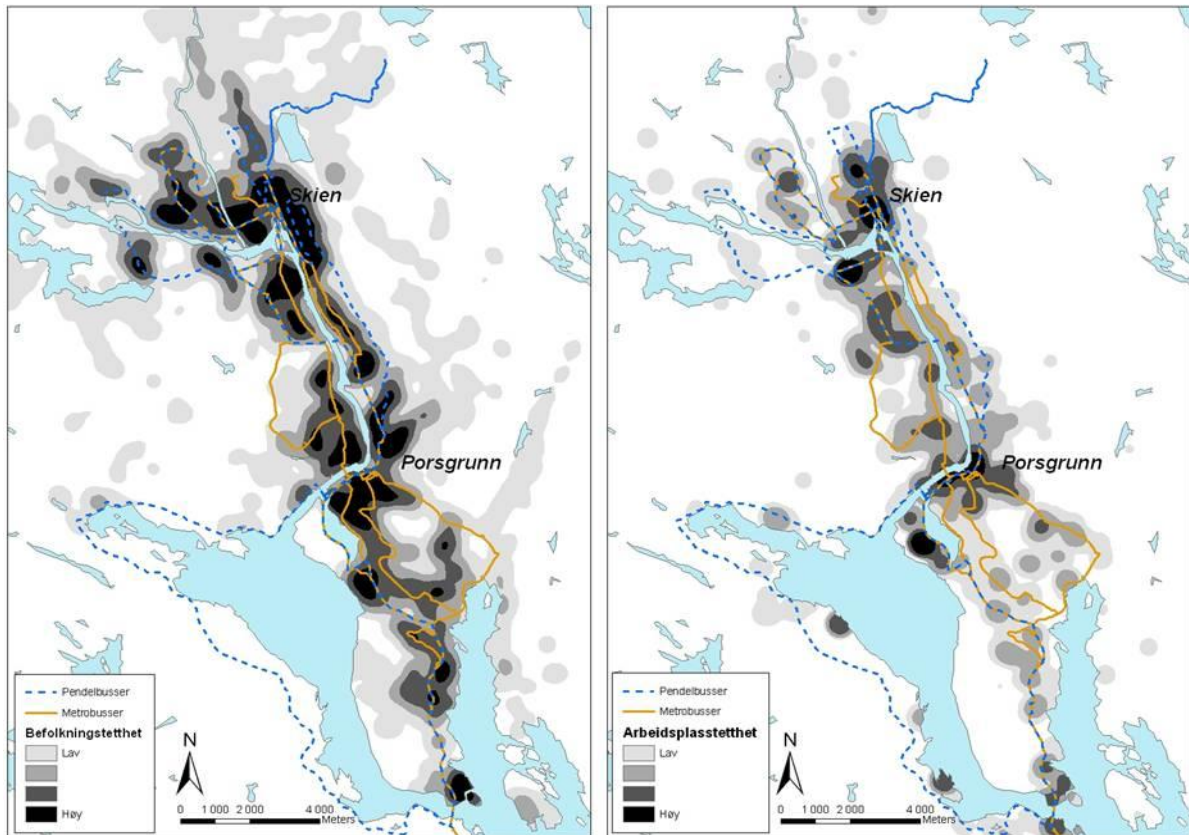 Skien
Porsgrunn
Pendelbusser
Metrobusser
Befolkningstetthet
Lav
Høy
N
0 1 000 2 000 4 000
Meters
Skien
Porsgrunn
Pendelbusser
Metrobusser
Arbeidsplasstetthet
Lav
Høy
N
0 1 000 2 000 4 000
Meters